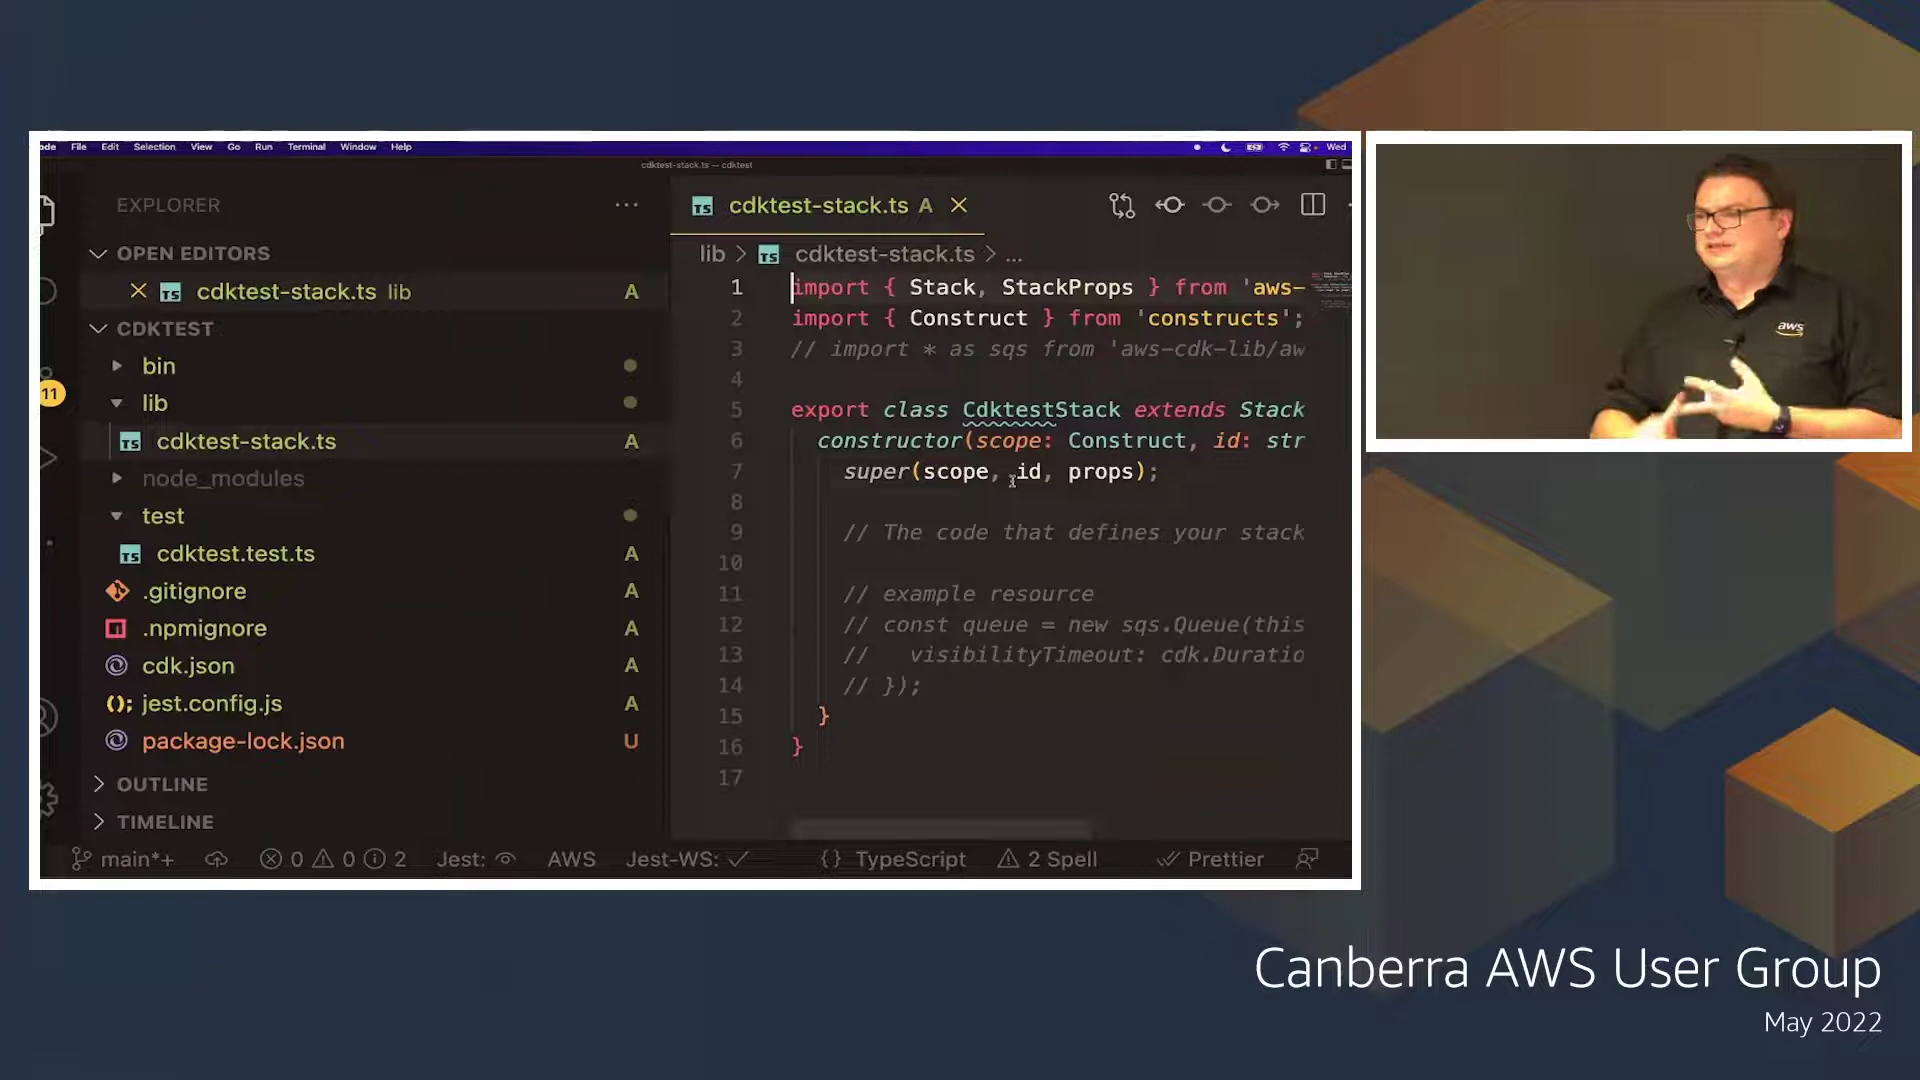 ode File Edit Selection View Go Run Terminal Window Help Wed
cdktest-stack.ts — cdktest
EXPLORER
OPEN EDITORS
cdktest-stack.ts lib A
CDKTEST
bin
lib
cdktest-stack.ts A
node_modules
test
cdktest.test.ts A
.gitignore A
.npmignore A
cdk.json A
jest.config.js A
package-lock.json U
OUTLINE
TIMELINE
11
cdktest-stack.ts A
lib > cdktest-stack.ts > ...
1 import { Stack, StackProps } from 'aws-
2 import { Construct } from 'constructs';
3 // import * as sqs from 'aws-cdk-lib/aw
4
5 export class CdktestStack extends Stack
6 constructor(scope: Construct, id: str
7 super(scope, id, props);
8
9 // The code that defines your stack
10
11 // example resource
12 // const queue = new sqs.Queue(this
13 // visibilityTimeout: cdk.Duratio
14 // });
15 }
16 }
17
main*+ 0 0 2 Jest: AWS Jest-WS: {} TypeScript 2 Spell Prettier
aws
Canberra AWS User Group
May 2022